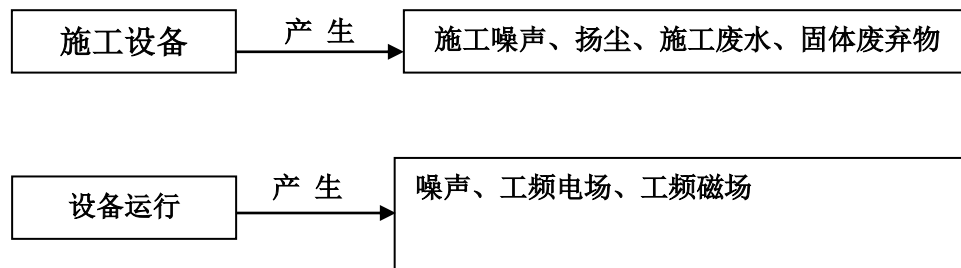 施工设备
产 生
施工噪声、扬尘、施工废水、固体废弃物
设备运行
产 生
噪声、工频电场、工频磁场